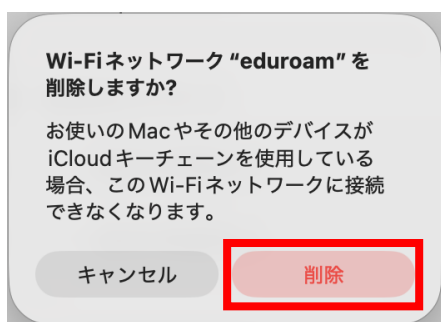 Wi-Fiネットワーク “eduroam” を
削除しますか?
お使いのMacやその他のデバイスが
iCloudキーチェーンを使用している
場合、このWi-Fiネットワークに接続
できなくなります。
キャンセル
削除